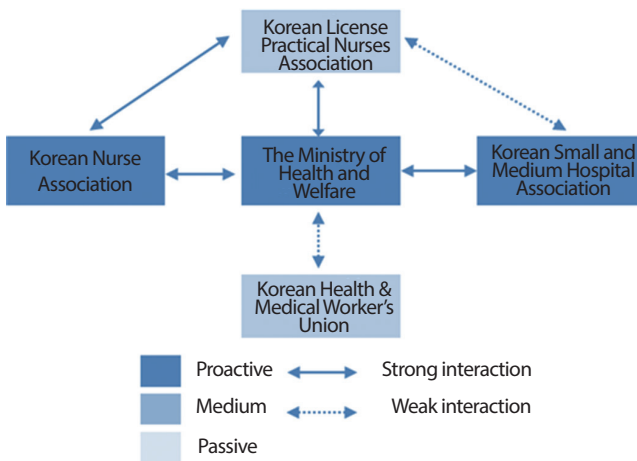 Korean License
Practical Nurses
Association
Korean Nurse
Association
The Ministry of
Health and
Welfare
Korean Small and
Medium Hospital
Association
Korean Health &
Medical Worker's
Union
Proactive
Strong interaction
Medium
Weak interaction
Passive